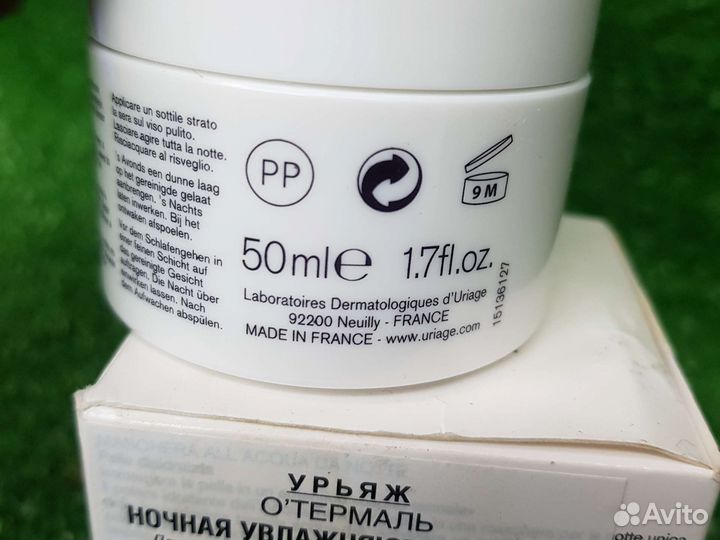 Applicare un sottile strato
la sera sul viso pulito.
Lasciare agire tutta la notte.
Risciacquare al risveglio.
's Avonds een dunne laag
op het gereinigde gelaat
aanbrengen. 's Nachts
laten inwerken. Bij het
ontwaken afspoelen.
Vor dem Schlafengehen in
einer feinen Schicht auf
das gereinigte Gesicht
auftragen. Die Nacht über
einwirken lassen. Nach
dem Aufwachen abspülen.
PP
9 M
50ml℮ 1.7fl.oz.
Laboratoires Dermatologiques d'Uriage
92200 Neuilly - FRANCE
MADE IN FRANCE - www.uriage.com
15136127
УРЬЯЖ
О'ТЕРМАЛЬ
НОЧНАЯ
Avito